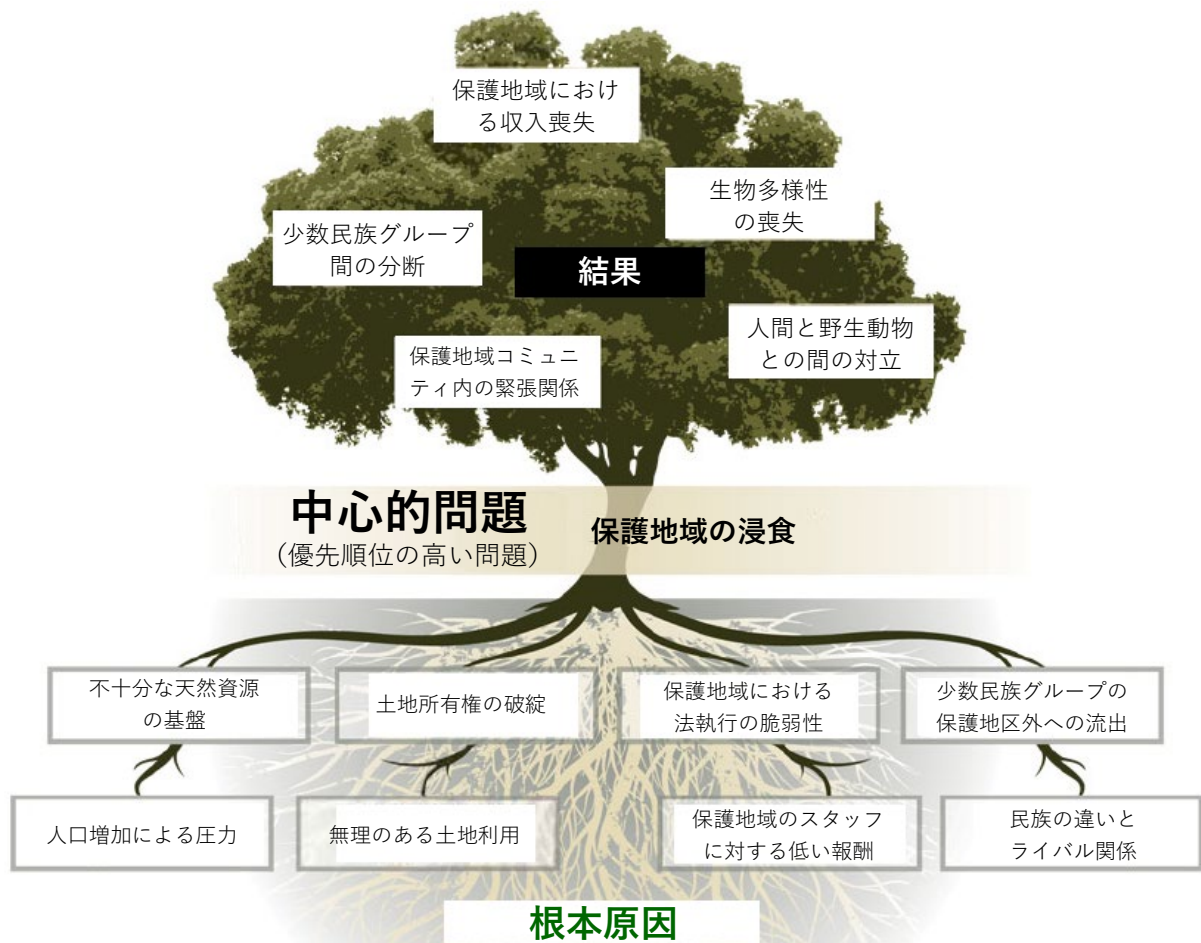 保護地域におけ
る収入喪失
生物多様性
の喪失
少数民族グループ
間の分断
結果
人間と野生動物
との間の対立
保護地域コミュニ
ティ内の緊張関係
中心的問題
(優先順位の高い問題)
保護地域の浸食
不十分な天然資源
の基盤
土地所有権の破綻
保護地域における
法執行の脆弱性
少数民族グループの
保護地区外への流出
人口増加による圧力
無理のある土地利用
保護地域のスタッフ
に対する低い報酬
民族の違いと
ライバル関係
根本原因